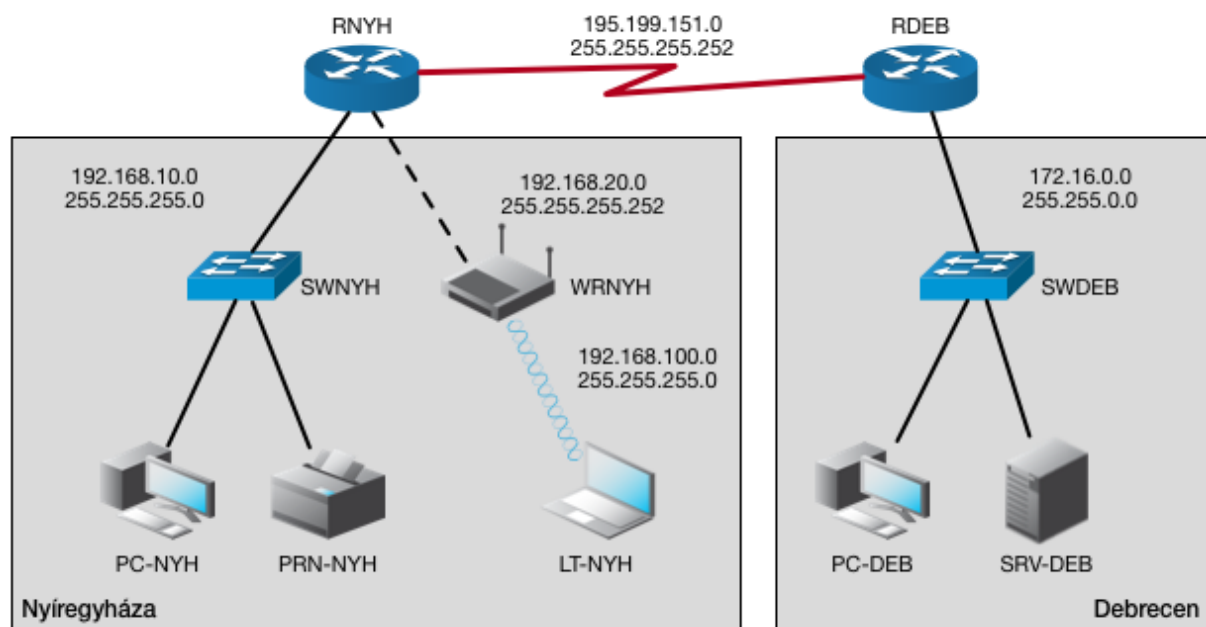 RNYH
195.199.151.0
255.255.255.252
RDEB
192.168.10.0
255.255.255.0
192.168.20.0
255.255.255.252
172.16.0.0
255.255.0.0
SWNYH
WRNYH
SWDEB
192.168.100.0
255.255.255.0
PC-NYH
PRN-NYH
LT-NYH
PC-DEB
SRV-DEB
Nyíregyháza
Debrecen